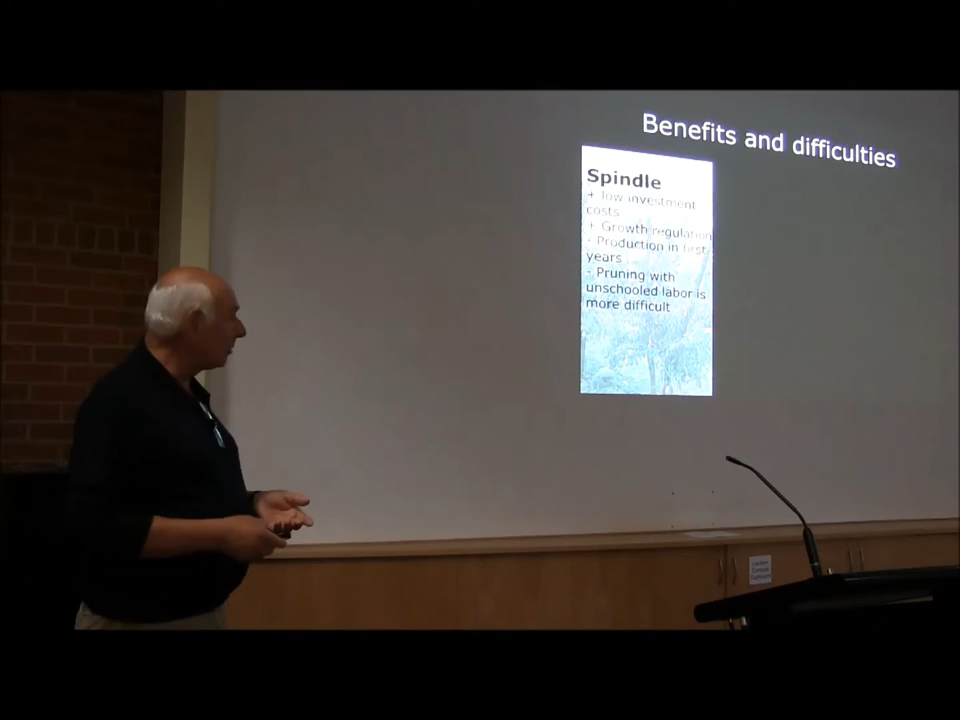 Benefits and difficulties
Spindle
+ low investment
costs
+ Growth regulation
- Production in first
years
- Pruning with
unschooled labor is
more difficult